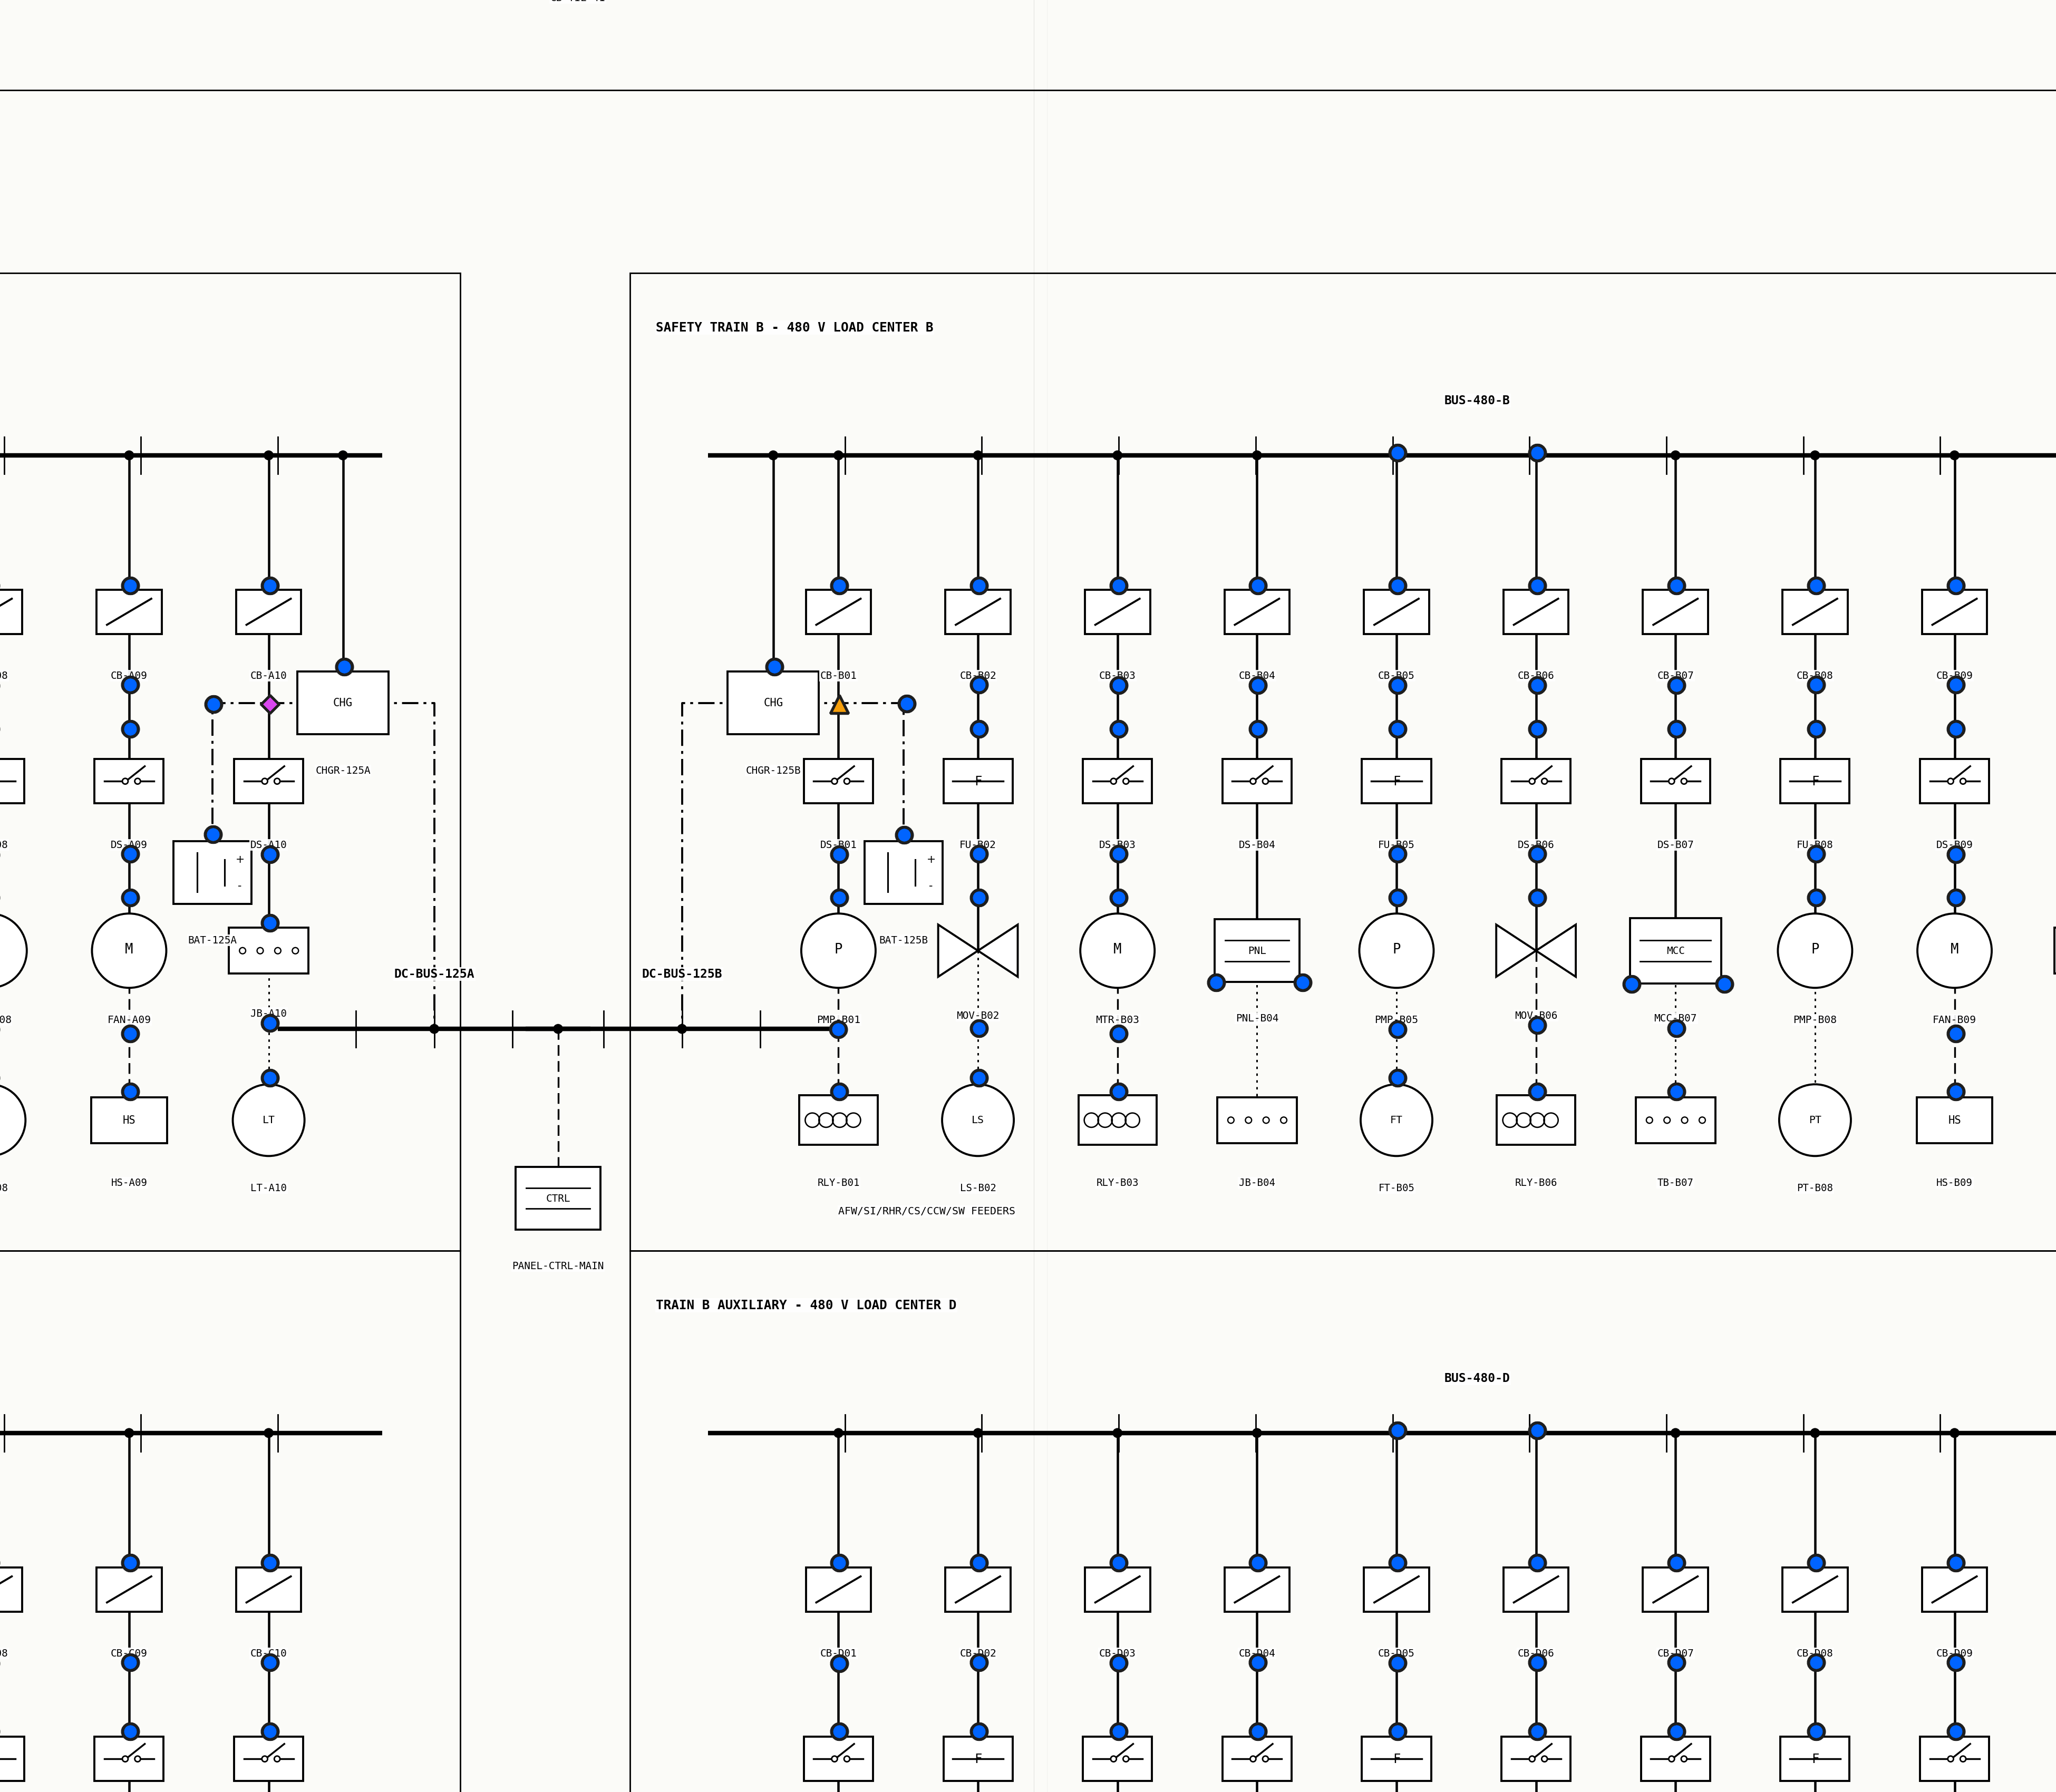 SAFETY TRAIN B - 480 V LOAD CENTER B
BUS-480-B
CB-A09
CB-A10
CB-B01
CB-B02
CB-B03
CB-B04
CB-B05
CB-B06
CB-B07
CB-B08
CB-B09
CHG
CHG
CHGR-125A
CHGR-125B
F
F
F
DS-A09
DS-A10
DS-B01
FU-B02
DS-B03
DS-B04
FU-B05
DS-B06
DS-B07
FU-B08
DS-B09
+
-
+
-
BAT-125A
BAT-125B
M
P
M
PNL
P
MCC
P
M
DC-BUS-125A
DC-BUS-125B
FAN-A09
JB-A10
PMP-B01
MOV-B02
MTR-B03
PNL-B04
PMP-B05
MOV-B06
MCC-B07
PMP-B08
FAN-B09
HS
LT
LS
FT
PT
HS
HS-A09
LT-A10
RLY-B01
LS-B02
RLY-B03
JB-B04
FT-B05
RLY-B06
TB-B07
PT-B08
HS-B09
CTRL
AFW/SI/RHR/CS/CCW/SW FEEDERS
PANEL-CTRL-MAIN
TRAIN B AUXILIARY - 480 V LOAD CENTER D
BUS-480-D
CB-C09
CB-C10
CB-D01
CB-D02
CB-D03
CB-D04
CB-D05
CB-D06
CB-D07
CB-D08
CB-D09
F
F
F